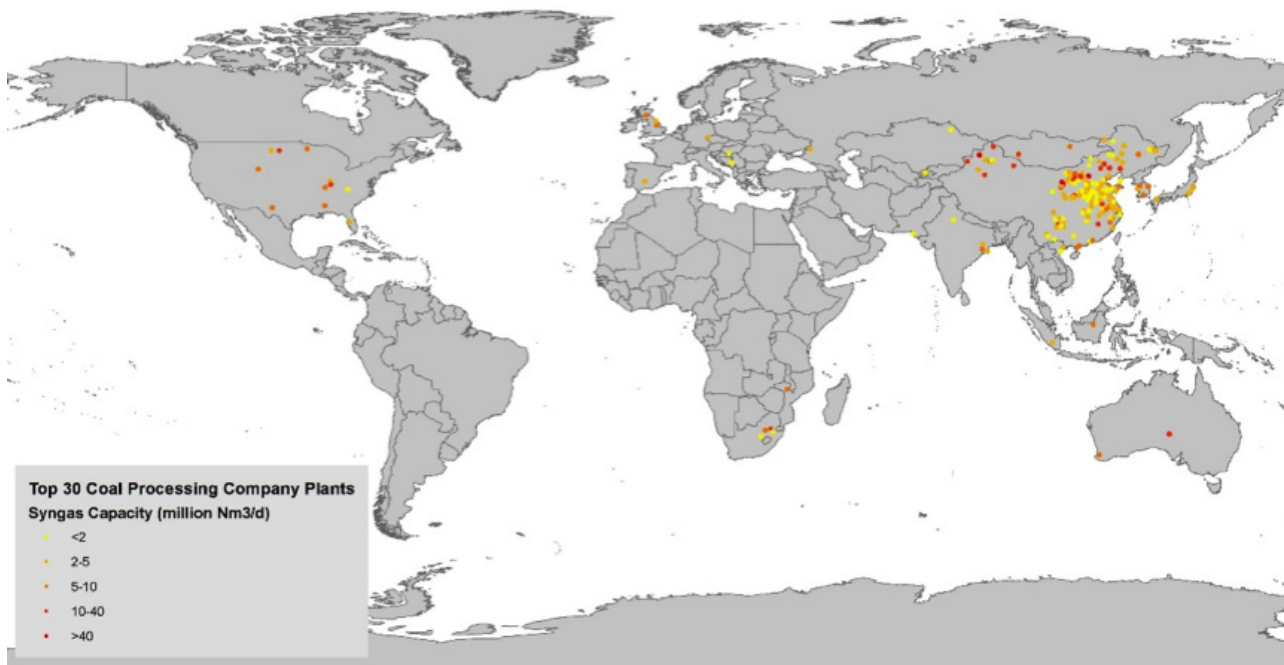 Top 30 Coal Processing Company Plants
Syngas Capacity (million Nm3/d)
<2
2-5
5-10
10-40
>40